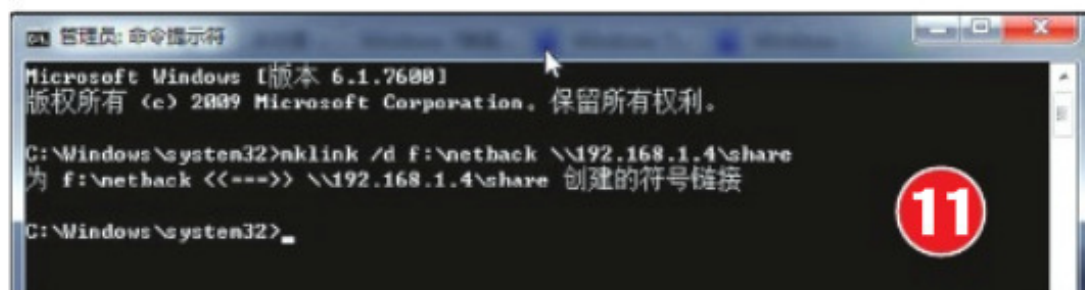 管理员: 命令提示符
Microsoft Windows [版本 6.1.7600]
版权所有 (c) 2009 Microsoft Corporation。保留所有权利。
C:\Windows\system32>mklink /d f:\netback \\192.168.1.4\share
为 f:\netback <<===>> \\192.168.1.4\share 创建的符号链接
C:\Windows\system32>_
11